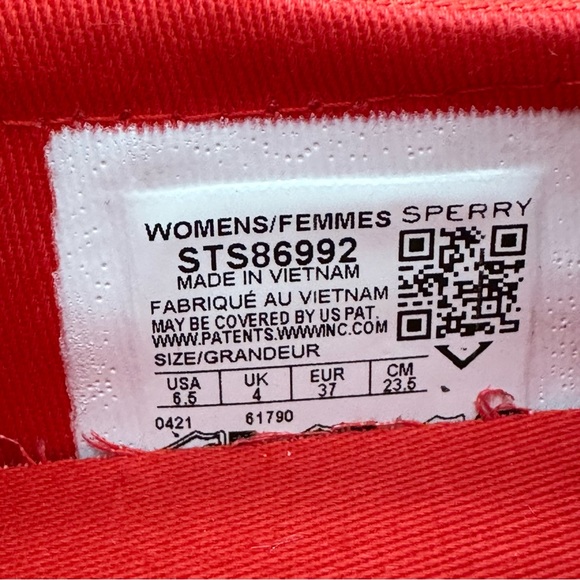 WOMENS/FEMMES SPERRY
STS86992
MADE IN VIETNAM
FABRIQUÉ AU VIETNAM
MAY BE COVERED BY US PAT.
WWW.PATENTS.WWWINC.COM
SIZE/GRANDEUR
USA UK EUR CM
6.5 4 37 23.5
0421 61790